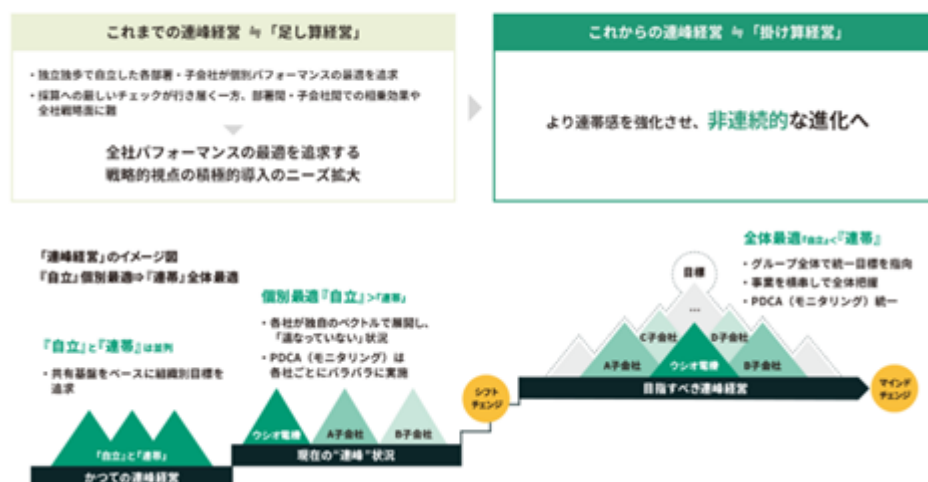 これまでの連峰経営 ≒ 「足し算経営」
・独立独歩で自立した各部署・子会社が個別パフォーマンスの最適を追求
・採算への厳しいチェックが行き届く一方、部署間・子会社間での相乗効果や
全社戦略面に難
全社パフォーマンスの最適を追求する
戦略的視点の積極的導入のニーズ拡大
これからの連峰経営 ≒ 「掛け算経営」
より連帯感を強化させ、非連続的な進化へ
「連峰経営」のイメージ図
『自立』個別最適⇒『連帯』全体最適
『自立』と『連帯』は並列
・共有基盤をベースに組織別目標を
追求
『自立』と『連帯』
かつての連峰経営
個別最適『自立』>『連帯』
・各社が独自のベクトルで展開し、
「連なっていない」状況
・PDCA（モニタリング）は
各社ごとにバラバラに実施
ウシオ電機
A子会社
B子会社
現在の"連峰"状況
シフト
チェンジ
全体最適『自立』<『連帯』
・グループ全体で統一目標を指向
・事業を横串しで全体把握
・PDCA（モニタリング）統一
目標
…
C子会社
D子会社
A子会社
ウシオ電機
B子会社
目指すべき連峰経営
マインド
チェンジ